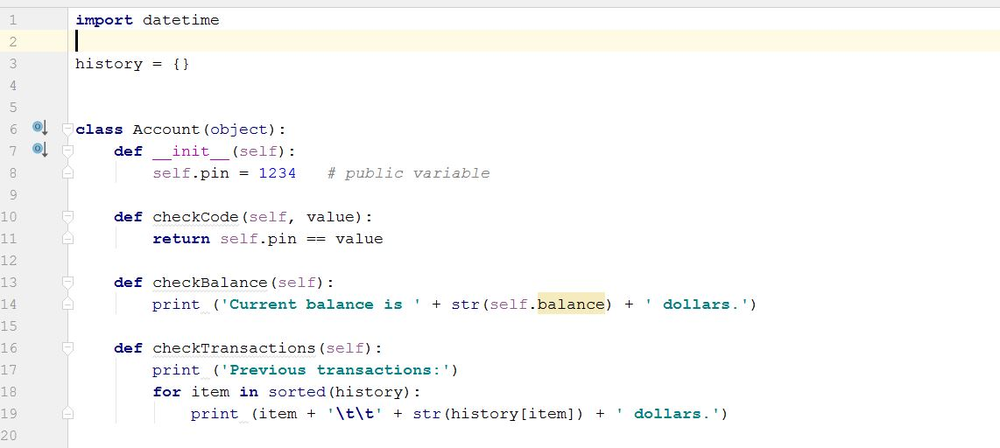 1 import datetime
2
3 history = {}
4
5
6 class Account(object):
7     def __init__(self):
8         self.pin = 1234   # public variable
9
10     def checkCode(self, value):
11         return self.pin == value
12
13     def checkBalance(self):
14         print ('Current balance is ' + str(self.balance) + ' dollars.')
15
16     def checkTransactions(self):
17         print ('Previous transactions:')
18         for item in sorted(history):
19             print (item + '\t\t' + str(history[item]) + ' dollars.')
20